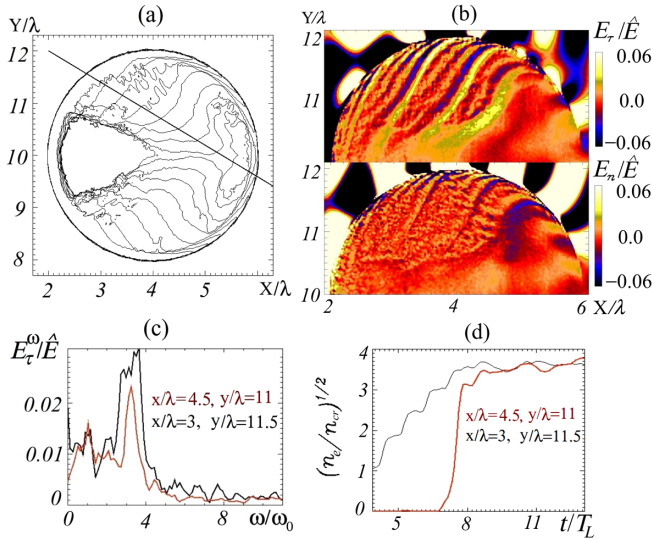 (a)
(b)
Y/λ
12
11
10
9
8
2 3 4 5 6
X/λ
12
11
12
11
10
2 4 6
X/λ
E_τ/Ê
0.06
0.0
−0.06
E_n/Ê
0.06
0.0
−0.06
(c)
E_τ^ω/Ê
0.02
0.01
0
0 4 8
ω/ω₀
x/λ=4.5, y/λ=11
x/λ=3, y/λ=11.5
(d)
(n_e/n_cr)^1/2
4
3
2
1
0
5 8 11
t/T_L
x/λ=4.5, y/λ=11
x/λ=3, y/λ=11.5